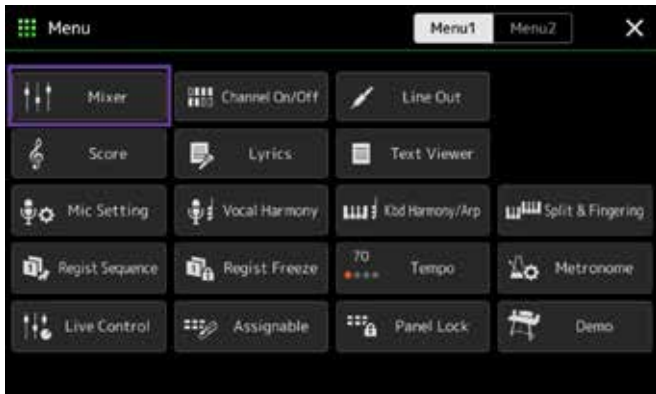 Menu Menu1 Menu2
Mixer Channel On/Off Line Out
Score Lyrics Text Viewer
Mic Setting Vocal Harmony Kbd Harmony/Arp Split & Fingering
Regist Sequence Regist Freeze 70 Tempo Metronome
Live Control Assignable Panel Lock Demo